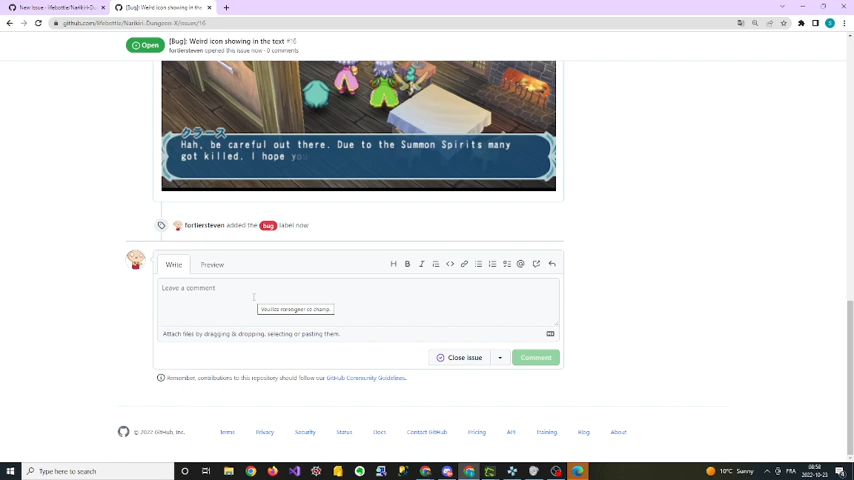 New Issue · lifebottle/Narikiri-D
[Bug]: Weird icon showing in the text
github.com/lifebottle/Narikiri-Dungeon-X/issues/16
Open
[Bug]: Weird icon showing in the text #16
fortiersteven opened this issue now · 0 comments
クラース
Hah, be careful out there. Due to the Summon Spirits many
got killed. I hope you
fortiersteven added the bug label now
Write
Preview
Leave a comment
Veuillez renseigner ce champ.
Attach files by dragging & dropping, selecting or pasting them.
Close issue
Comment
Remember, contributions to this repository should follow our GitHub Community Guidelines.
© 2022 GitHub, Inc.
Terms
Privacy
Security
Status
Docs
Contact GitHub
Pricing
API
Training
Blog
About
Type here to search
10°C Sunny
FRA
08:58
2022-10-23